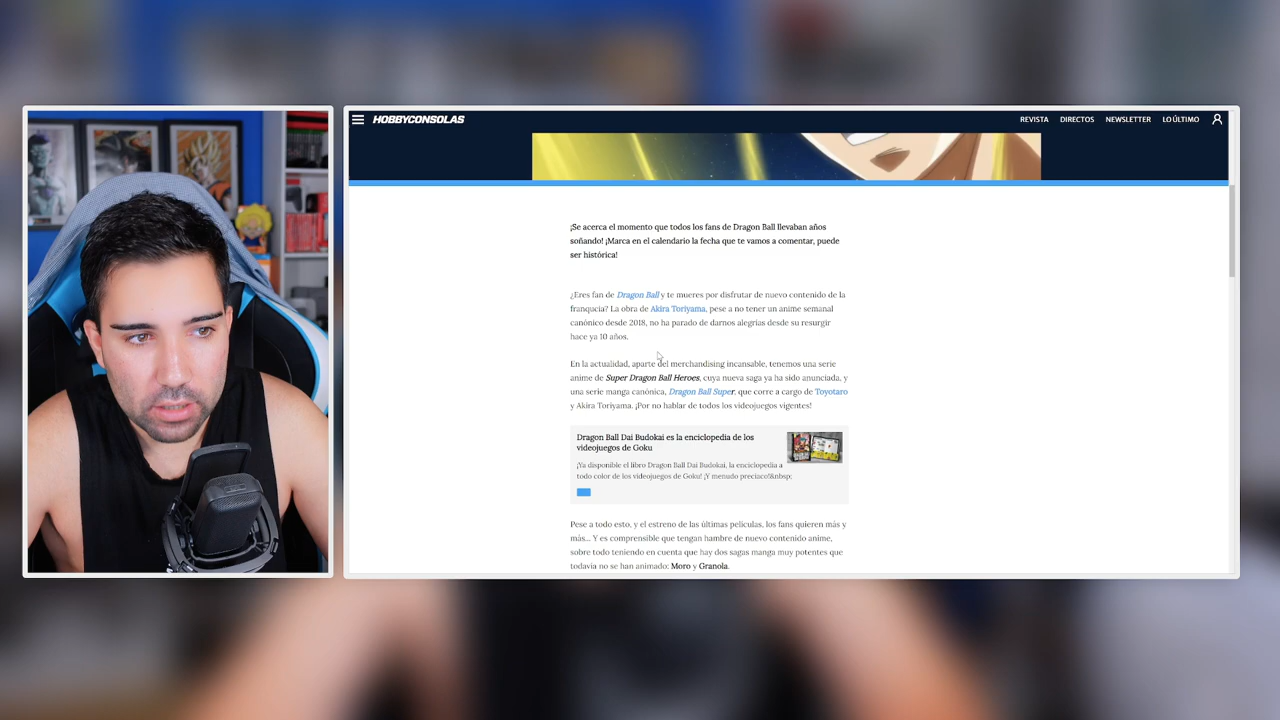 HOBBYCONSOLAS
REVISTA DIRECTOS NEWSLETTER LO ÚLTIMO
¡Se acerca el momento que todos los fans de Dragon Ball llevaban años
soñando! ¡Marca en el calendario la fecha que te vamos a comentar, puede
ser histórica!
¿Eres fan de Dragon Ball y te mueres por disfrutar de nuevo contenido de la
franquicia? La obra de Akira Toriyama, pese a no tener un anime semanal
canónico desde 2018, no ha parado de darnos alegrías desde su resurgir
hace ya 10 años.
En la actualidad, aparte del merchandising incansable, tenemos una serie
anime de Super Dragon Ball Heroes, cuya nueva saga ya ha sido anunciada, y
una serie manga canónica, Dragon Ball Super, que corre a cargo de Toyotaro
y Akira Toriyama. ¡Por no hablar de todos los videojuegos vigentes!
Dragon Ball Dai Budokai es la enciclopedia de los
videojuegos de Goku
¡Ya disponible el libro Dragon Ball Dai Budokai, la enciclopedia a
todo color de los videojuegos de Goku! ¡Y menudo preciaco!&nbsp;
Pese a todo esto, y el estreno de las últimas películas, los fans quieren más y
más... Y es comprensible que tengan hambre de nuevo contenido anime,
sobre todo teniendo en cuenta que hay dos sagas manga muy potentes que
todavía no se han animado: Moro y Granola.